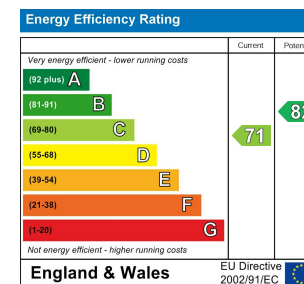 Energy Efficiency Rating
Current
Very energy efficient - lower running costs
(92 plus) A
(81-91) B
(69-80) C
71
(55-68) D
(39-54) E
(21-38) F
(1-20) G
Not energy efficient - higher running costs
England & Wales
EU Directive
2002/91/EC